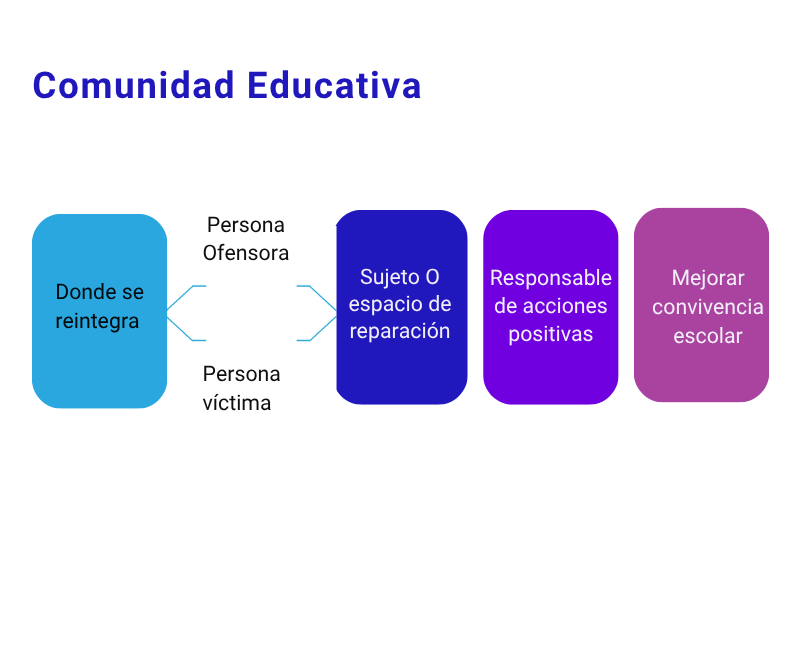 Comunidad Educativa
Donde se
reintegra
Persona
Ofensora
Persona
víctima
Sujeto O
espacio de
reparación
Responsable
de acciones
positivas
Mejorar
convivencia
escolar